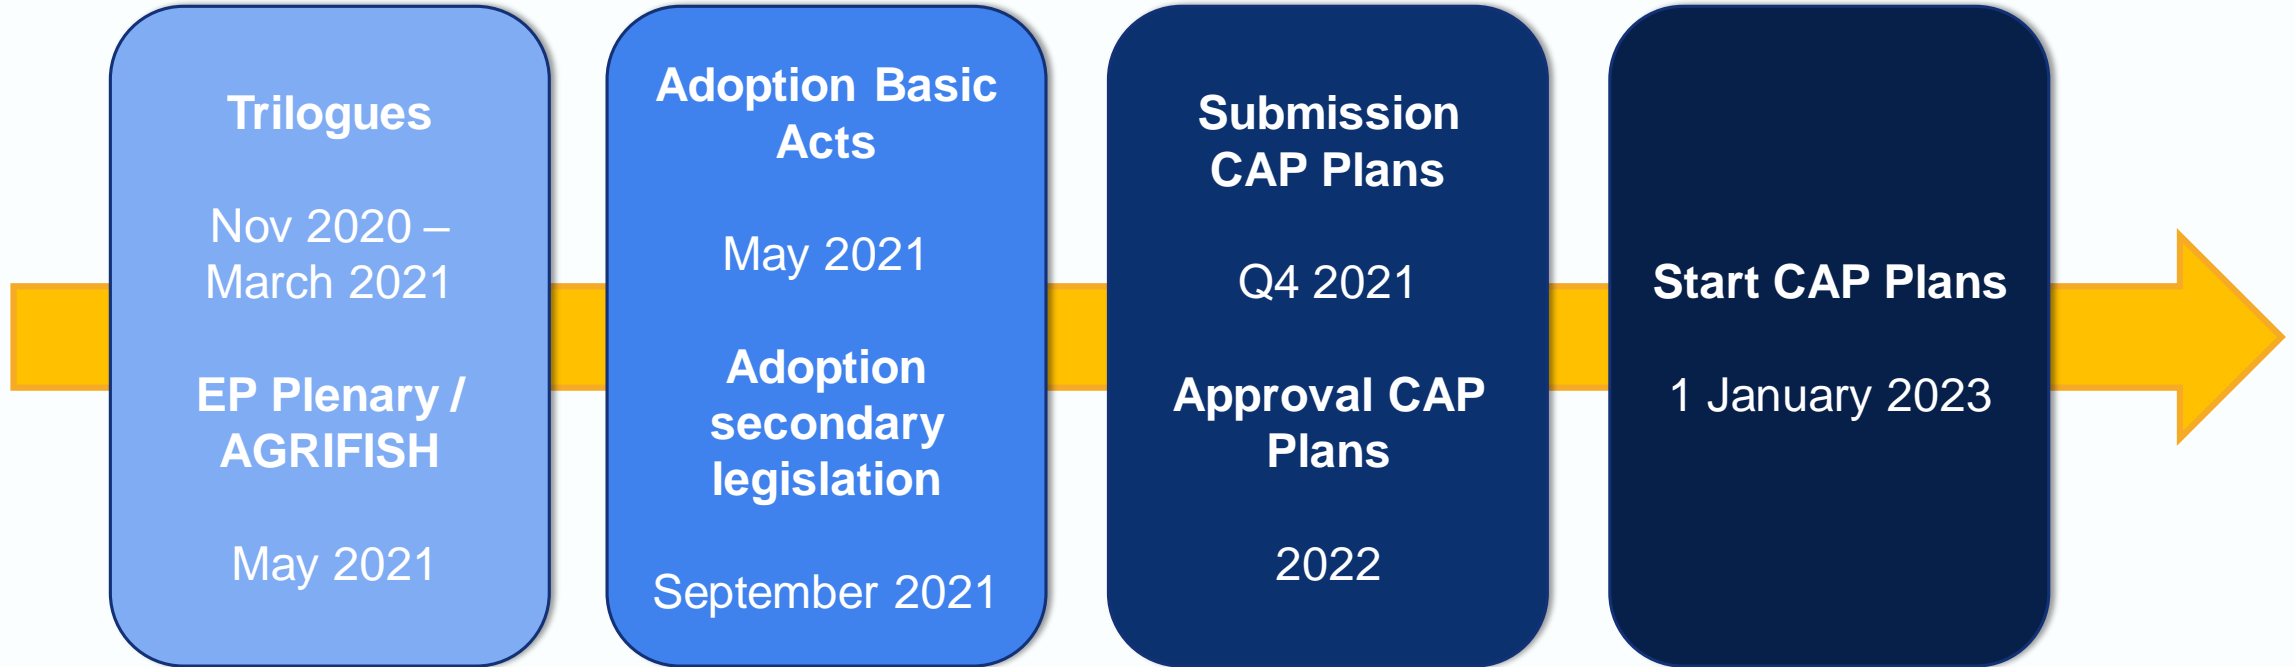 Trilogues
Nov 2020 –
March 2021
EP Plenary /
AGRIFISH
May 2021
Adoption Basic
Acts
May 2021
Adoption
secondary
legislation
September 2021
Submission
CAP Plans
Q4 2021
Approval CAP
Plans
2022
Start CAP Plans
1 January 2023